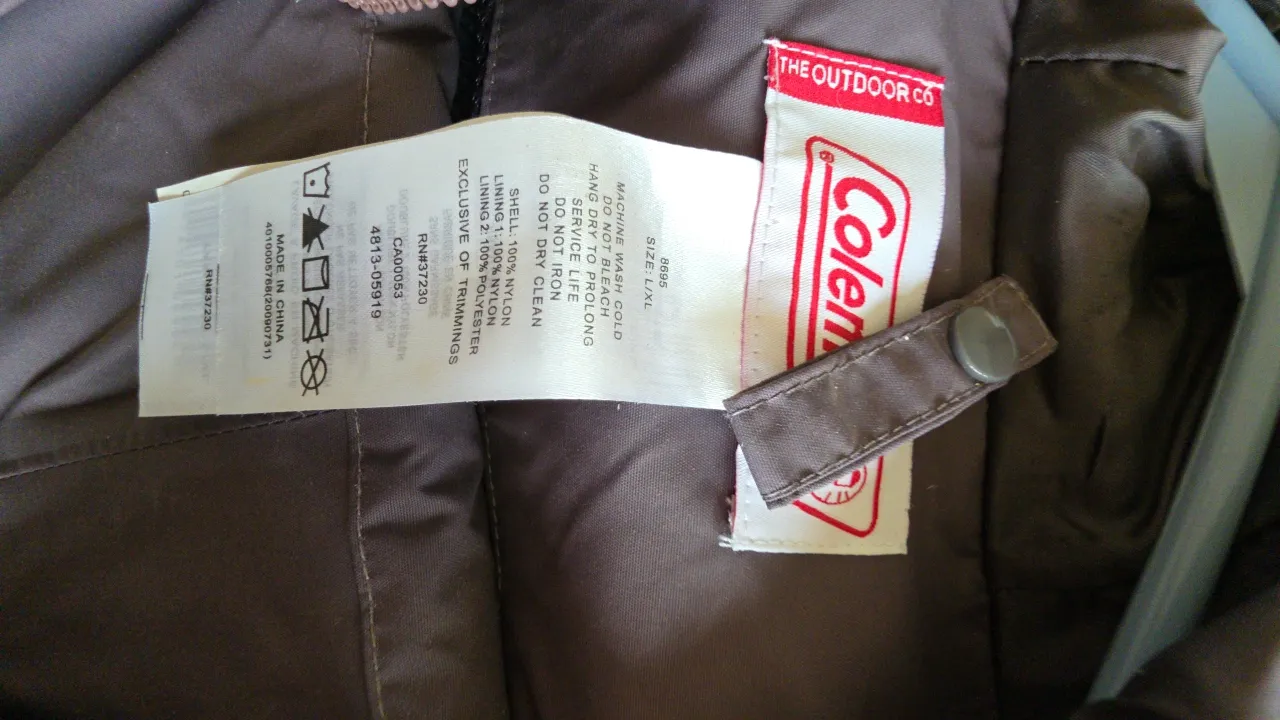 THE OUTDOOR CO
®
8695
SIZE: L/XL
MACHINE WASH COLD
DO NOT BLEACH
HANG DRY TO PROLONG
SERVICE LIFE
DO NOT IRON
DO NOT DRY CLEAN
SHELL: 100% NYLON
LINING 1: 100% NYLON
LINING 2: 100% POLYESTER
EXCLUSIVE OF TRIMMINGS
RN#37230
CA00053
4813-05919
MADE IN CHINA
4010005768(20090731)
RN#37230